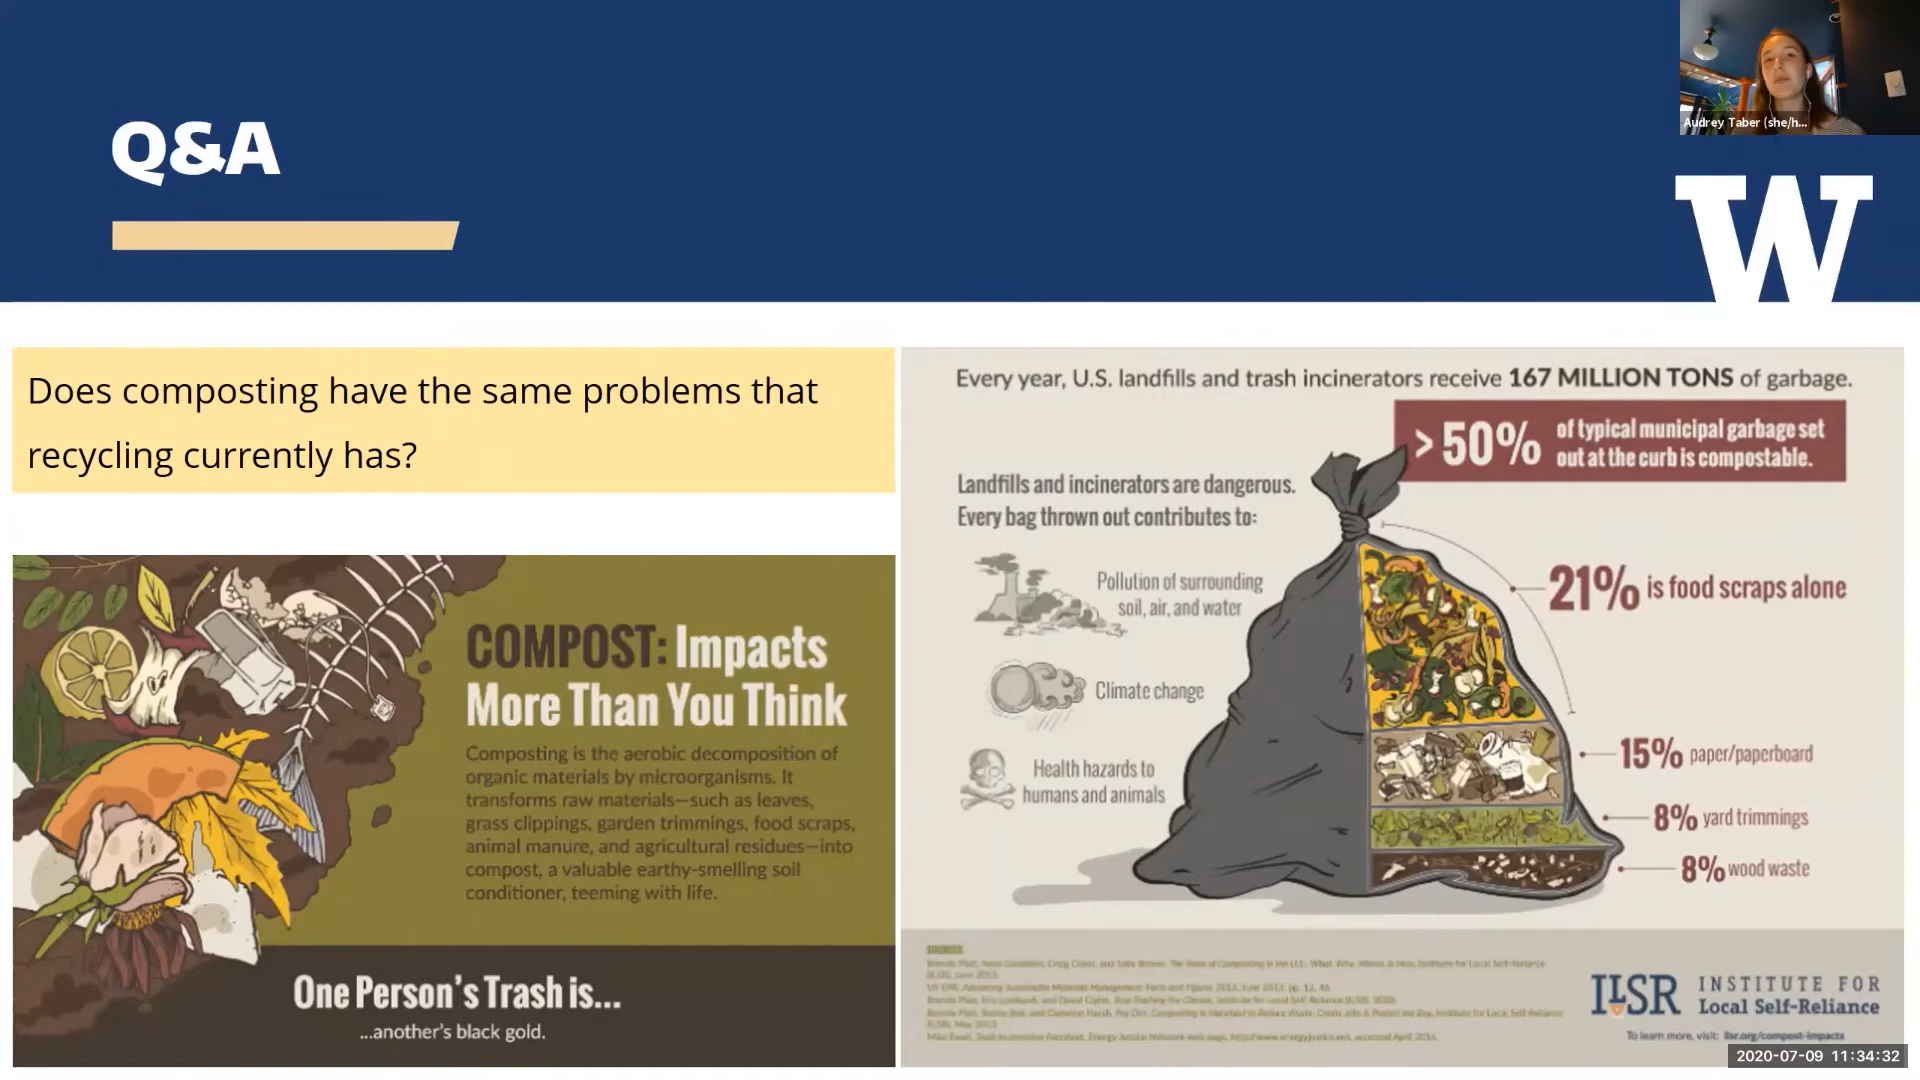 Q&A
Audrey Taber (she/h...
W
Does composting have the same problems that
recycling currently has?
COMPOST: Impacts
More Than You Think
Composting is the aerobic decomposition of
organic materials by microorganisms. It
transforms raw materials—such as leaves,
grass clippings, garden trimmings, food scraps,
animal manure, and agricultural residues—into
compost, a valuable earthy-smelling soil
conditioner, teeming with life.
One Person's Trash is...
...another's black gold.
Every year, U.S. landfills and trash incinerators receive 167 MILLION TONS of garbage.
> 50% of typical municipal garbage set
out at the curb is compostable.
Landfills and incinerators are dangerous.
Every bag thrown out contributes to:
Pollution of surrounding
soil, air, and water
Climate change
Health hazards to
humans and animals
21% is food scraps alone
15% paper/paperboard
8% yard trimmings
8% wood waste
SOURCES
ILSR INSTITUTE FOR
Local Self-Reliance
To learn more, visit: ilsr.org/compost-impacts
2020-07-09 11:34:32